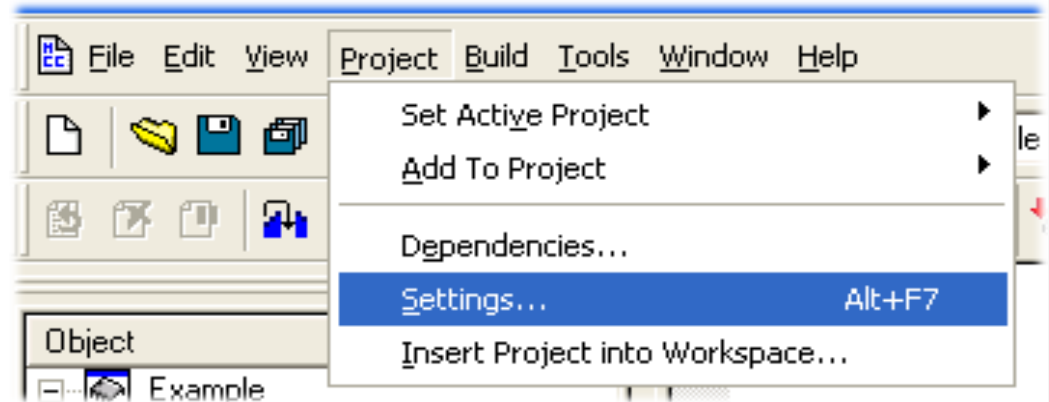 File Edit View Project Build Tools Window Help
Set Active Project
le
Add To Project
Dependencies...
Settings... Alt+F7
Object
Insert Project into Workspace...
Example